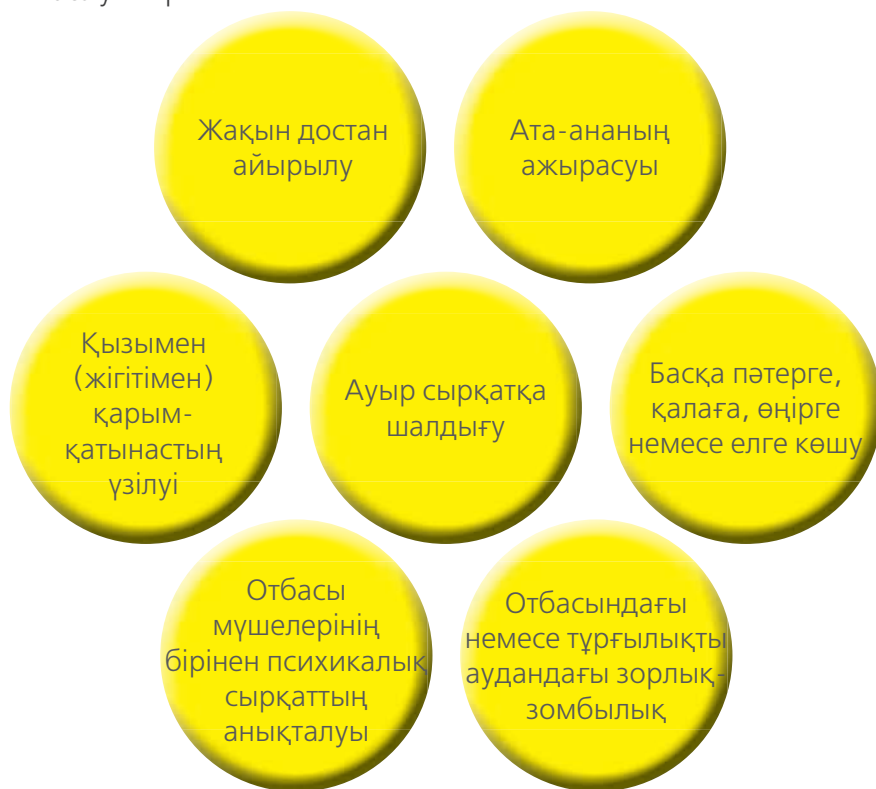 Жақын достан
айырылу
Ата-ананың
ажырасуы
Қызымен
(жігітімен)
қарым-
қатынастың
үзілуі
Ауыр сырқатқа
шалдығу
Басқа пәтерге,
қалаға, өңірге
немесе елге көшу
Отбасы
мүшелерінің
бірінен психикалық
сырқаттың
анықталуы
Отбасындағы
немесе тұрғылықты
аудандағы зорлық-
зомбылық